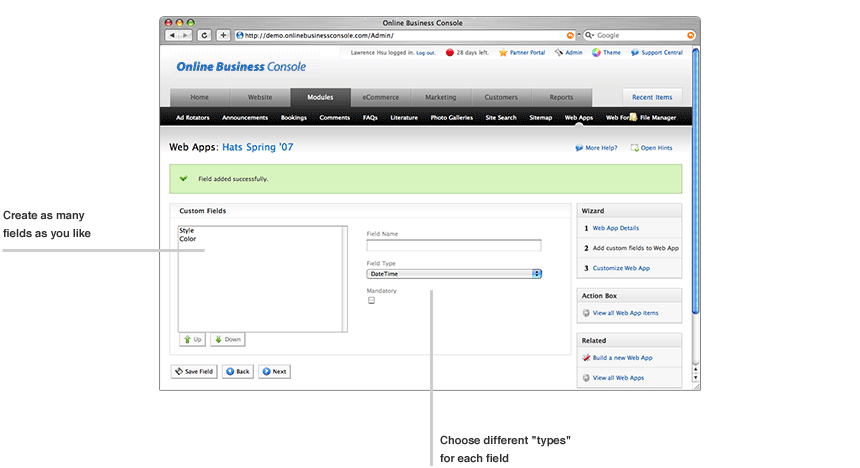 Online Business Console
http://demo.onlinebusinessconsole.com/Admin/
Google
Lawrence Hsu logged in. Log out.
28 days left.
Partner Portal
Admin
Theme
Support Central
Online Business Console
Home
Website
Modules
eCommerce
Marketing
Customers
Reports
Recent Items
Ad Rotators
Announcements
Bookings
Comments
FAQs
Literature
Photo Galleries
Site Search
Sitemap
Web Apps
Web For
File Manager
Web Apps: Hats Spring '07
More Help?
Open Hints
Field added successfully.
Create as many
fields as you like
Custom Fields
Style
Color
Up
Down
Field Name
Field Type
DateTime
Mandatory
Save Field
Back
Next
Wizard
1 Web App Details
2 Add custom fields to Web App
3 Customize Web App
Action Box
View all Web App items
Related
Build a new Web App
View all Web Apps
Choose different "types"
for each field